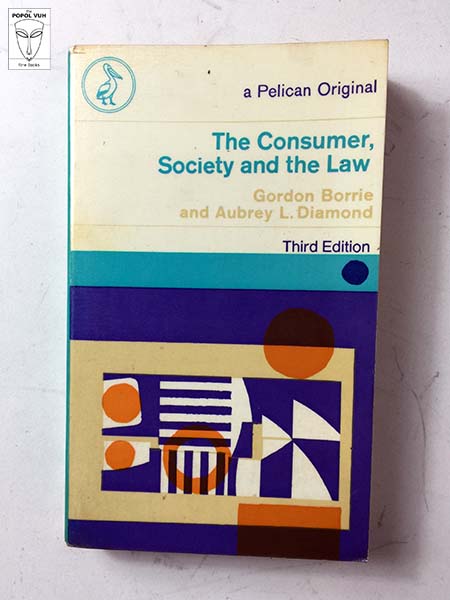 the
POPOL VUH
fine books
a Pelican Original
The Consumer,
Society and the Law
Gordon Borrie
and Aubrey L. Diamond
Third Edition